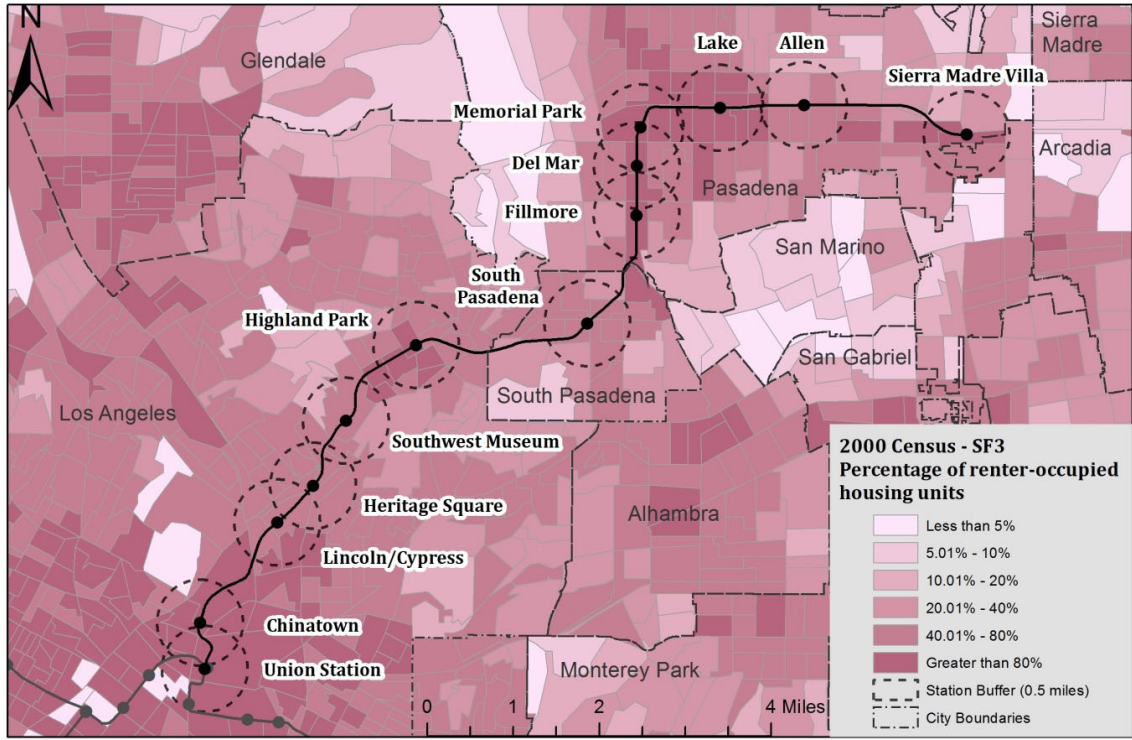 N
Glendale
Lake
Allen
Sierra
Madre
Sierra Madre Villa
Memorial Park
Arcadia
Del Mar
Pasadena
Fillmore
San Marino
South
Pasadena
Highland Park
San Gabriel
South Pasadena
Los Angeles
Southwest Museum
Heritage Square
Alhambra
Lincoln/Cypress
Chinatown
Union Station
Monterey Park
0 1 2 4 Miles
2000 Census - SF3
Percentage of renter-occupied
housing units
Less than 5%
5.01% - 10%
10.01% - 20%
20.01% - 40%
40.01% - 80%
Greater than 80%
Station Buffer (0.5 miles)
City Boundaries